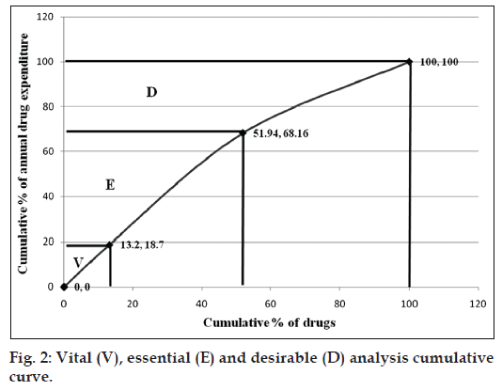 Cumulative % of annual drug expenditure
120
100
80
60
40
20
0
D
E
V
100, 100
51.94, 68.16
13.2, 18.7
0, 0
0 20 40 60 80 100 120
Cumulative % of drugs
Fig. 2: Vital (V), essential (E) and desirable (D) analysis cumulative
curve.